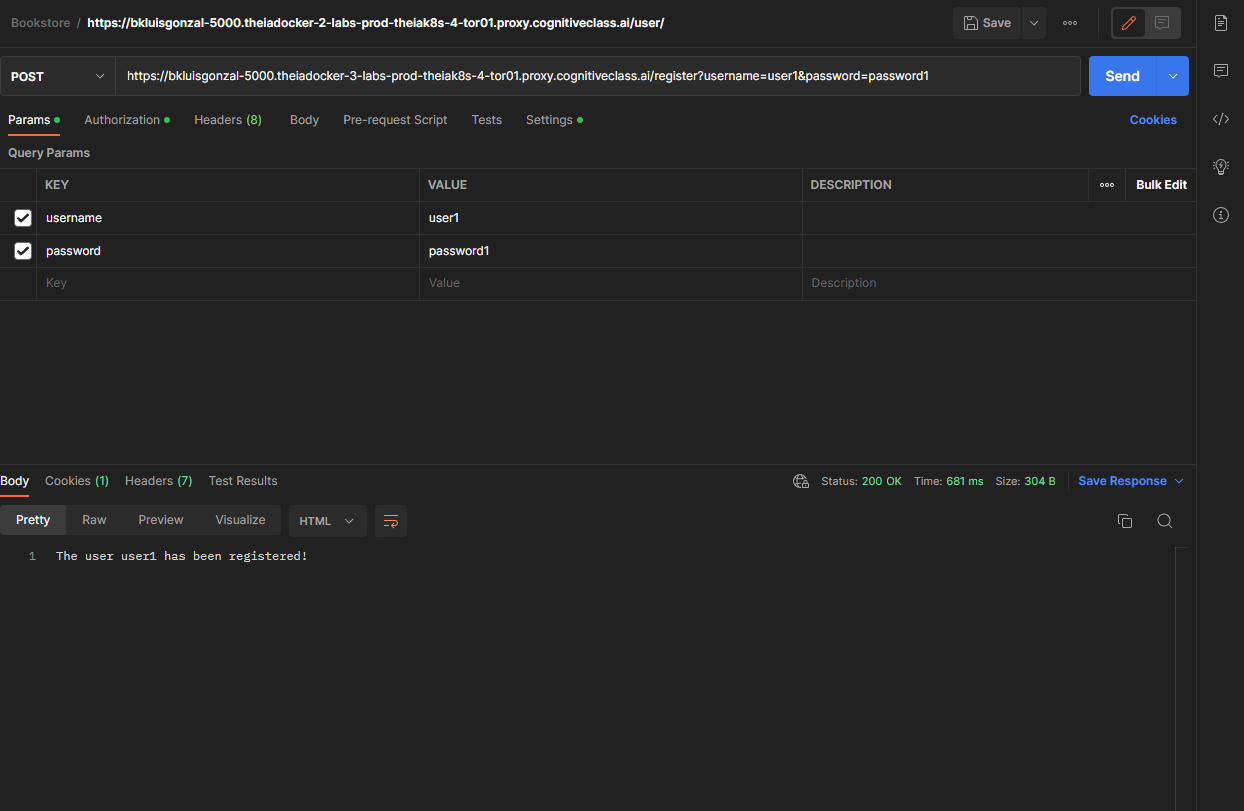 Bookstore / https://bkluisgonzal-5000.theiadocker-2-labs-prod-theiak8s-4-tor01.proxy.cognitiveclass.ai/user/ Save
POST https://bkluisgonzal-5000.theiadocker-3-labs-prod-theiak8s-4-tor01.proxy.cognitiveclass.ai/register?username=user1&password=password1 Send
Params Authorization Headers (8) Body Pre-request Script Tests Settings Cookies
Query Params
KEY VALUE DESCRIPTION Bulk Edit
username user1
password password1
Key Value Description
Body Cookies (1) Headers (7) Test Results Status: 200 OK Time: 681 ms Size: 304 B Save Response
Pretty Raw Preview Visualize HTML
1 The user user1 has been registered!